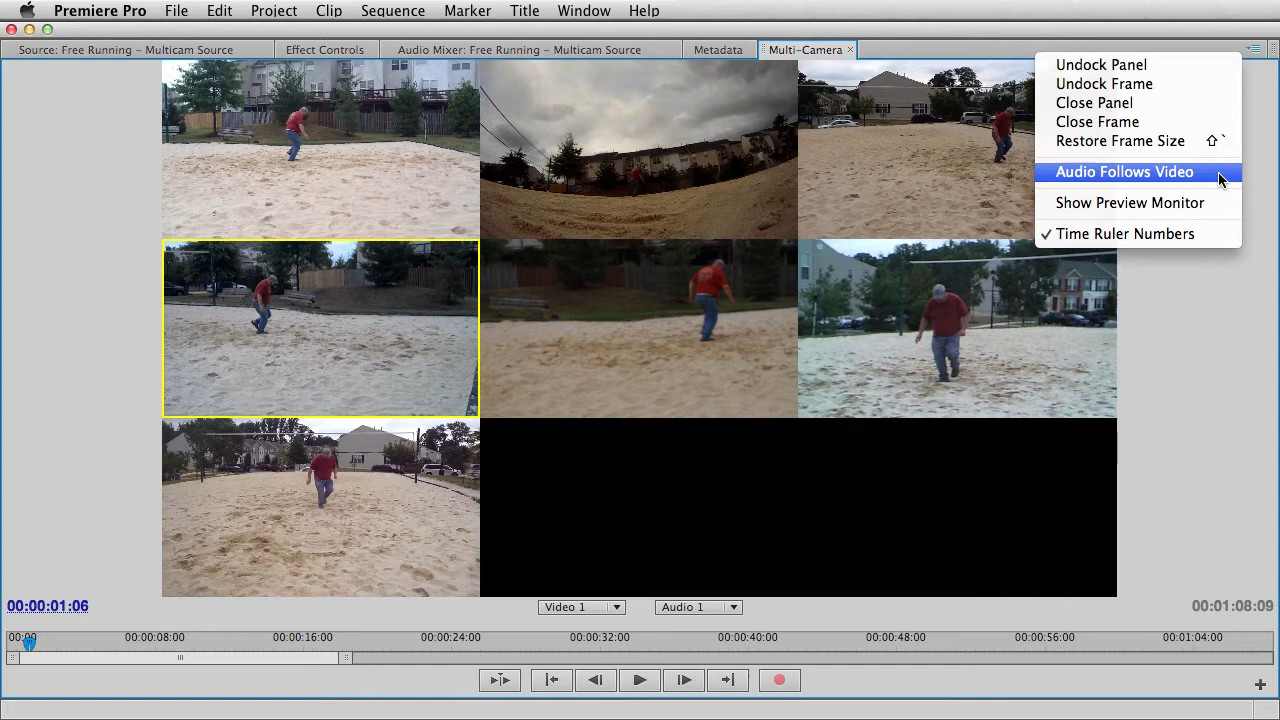 Premiere Pro File Edit Project Clip Sequence Marker Title Window Help
Source: Free Running – Multicam Source Effect Controls Audio Mixer: Free Running – Multicam Source Metadata Multi-Camera ×
Undock Panel
Undock Frame
Close Panel
Close Frame
Restore Frame Size ⇧`
Audio Follows Video
Show Preview Monitor
✓ Time Ruler Numbers
00:00:01:06 Video 1 Audio 1 00:01:08:09
00:00 00:00:08:00 00:00:16:00 00:00:24:00 00:00:32:00 00:00:40:00 00:00:48:00 00:00:56:00 00:01:04:00